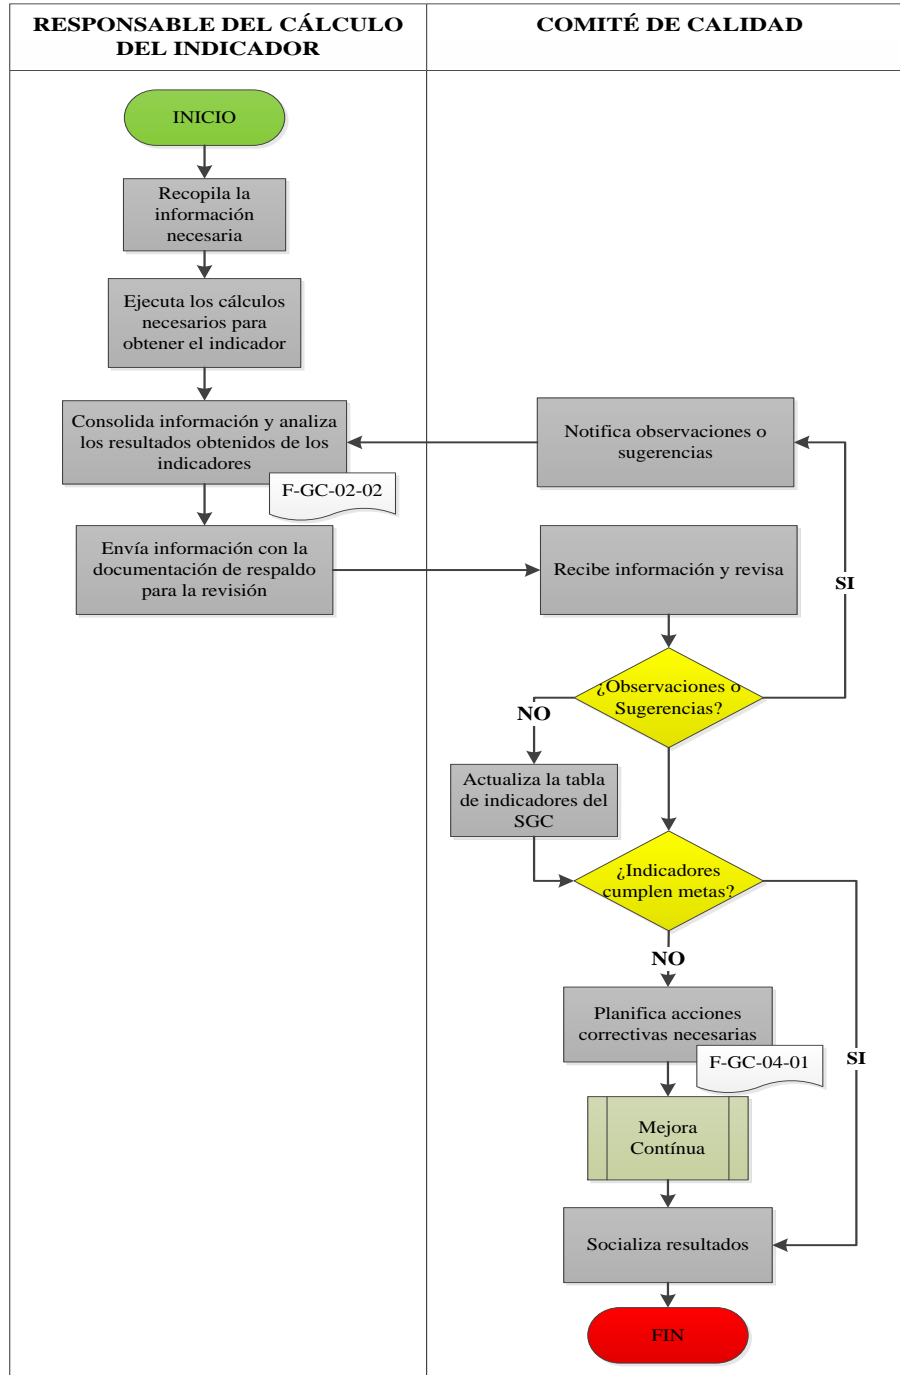 RESPONSABLE DEL CÁLCULO
DEL INDICADOR
COMITÉ DE CALIDAD
INICIO
Recopila la
información
necesaria
Ejecuta los cálculos
necesarios para
obtener el indicador
Consolida información y analiza
los resultados obtenidos de los
indicadores
F-GC-02-02
Notifica observaciones o
sugerencias
Envía información con la
documentación de respaldo
para la revisión
Recibe información y revisa
SI
¿Observaciones o
Sugerencias?
NO
Actualiza la tabla
de indicadores del
SGC
¿Indicadores
cumplen metas?
NO
Planifica acciones
correctivas necesarias
F-GC-04-01
SI
Mejora
Contínua
Socializa resultados
FIN